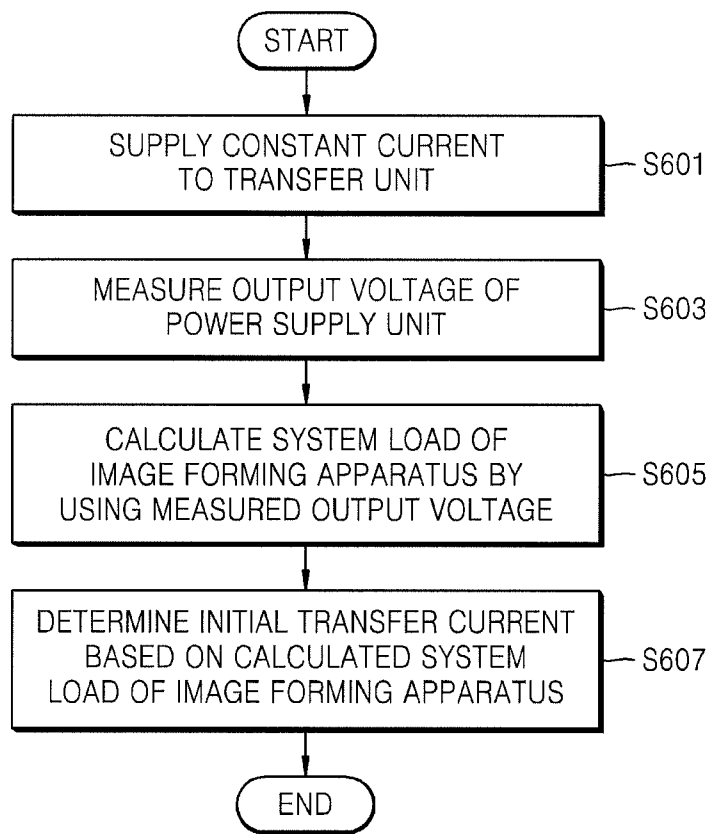 START
SUPPLY CONSTANT CURRENT
TO TRANSFER UNIT
S601
MEASURE OUTPUT VOLTAGE OF
POWER SUPPLY UNIT
S603
CALCULATE SYSTEM LOAD OF
IMAGE FORMING APPARATUS BY
USING MEASURED OUTPUT VOLTAGE
S605
DETERMINE INITIAL TRANSFER CURRENT
BASED ON CALCULATED SYSTEM
LOAD OF IMAGE FORMING APPARATUS
S607
END